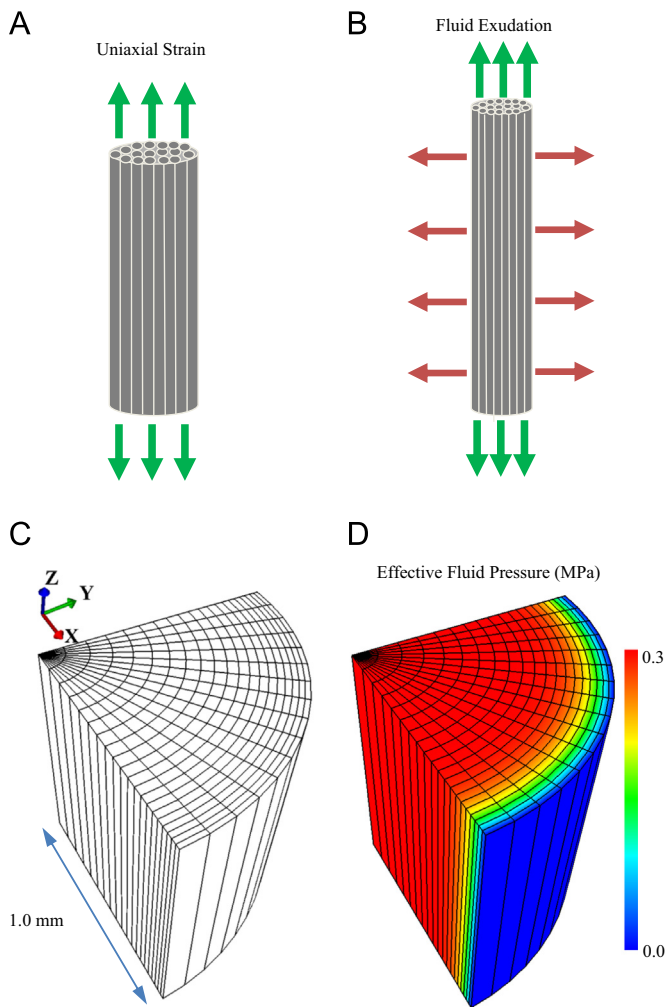 A
Uniaxial Strain
B
Fluid Exudation
C
Z
Y
X
1.0 mm
D
Effective Fluid Pressure (MPa)
0.3
0.0